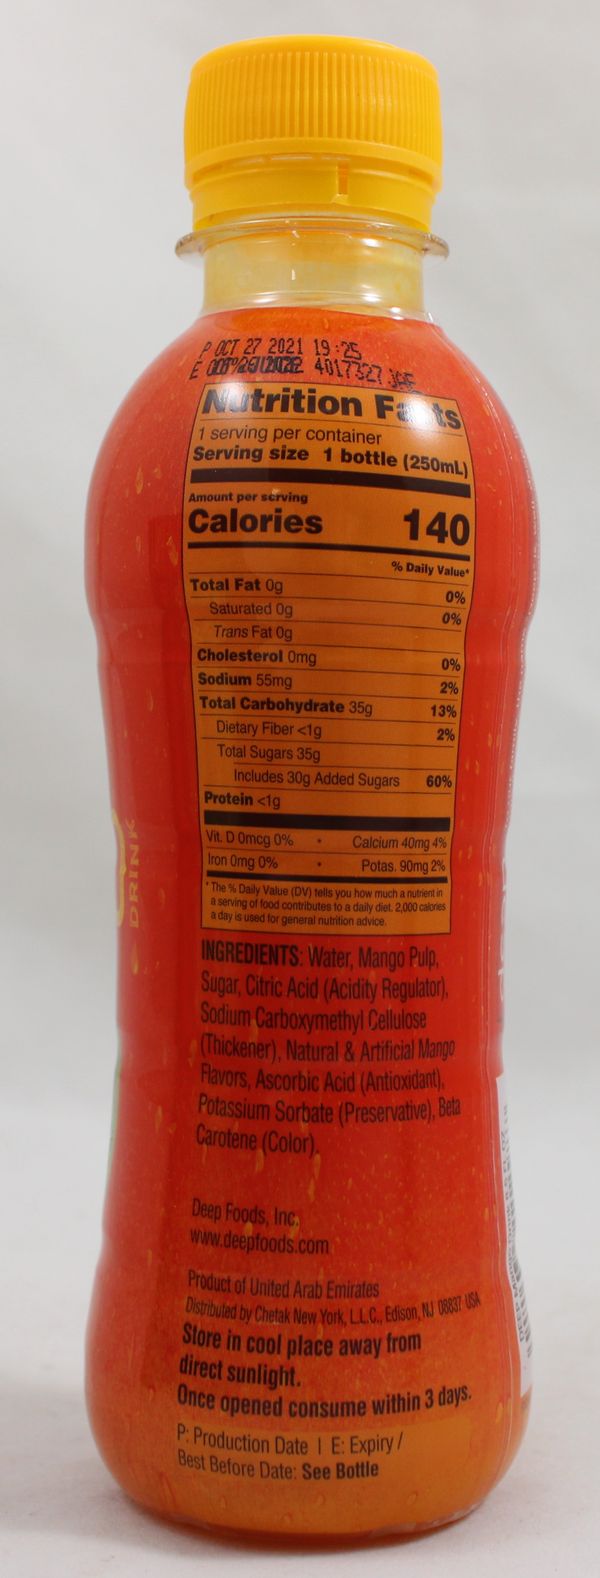 P OCT 27 2021 19:25
E 4017327 JAF
Nutrition Facts
1 serving per container
Serving size 1 bottle (250mL)
Amount per serving
Calories 140
% Daily Value*
Total Fat 0g 0%
Saturated 0g 0%
Trans Fat 0g
Cholesterol 0mg 0%
Sodium 55mg 2%
Total Carbohydrate 35g 13%
Dietary Fiber <1g 2%
Total Sugars 35g
Includes 30g Added Sugars 60%
Protein <1g
Vit. D 0mcg 0% • Calcium 40mg 4%
Iron 0mg 0% • Potas. 90mg 2%
* The % Daily Value (DV) tells you how much a nutrient in
a serving of food contributes to a daily diet. 2,000 calories
a day is used for general nutrition advice.
INGREDIENTS: Water, Mango Pulp,
Sugar, Citric Acid (Acidity Regulator),
Sodium Carboxymethyl Cellulose
(Thickener), Natural & Artificial Mango
Flavors, Ascorbic Acid (Antioxidant),
Potassium Sorbate (Preservative), Beta
Carotene (Color).
Deep Foods, Inc.
www.deepfoods.com
Product of United Arab Emirates
Distributed by Chetak New York, L.L.C., Edison, NJ 08837 USA
Store in cool place away from
direct sunlight.
Once opened consume within 3 days.
P: Production Date | E: Expiry /
Best Before Date: See Bottle
DRINK